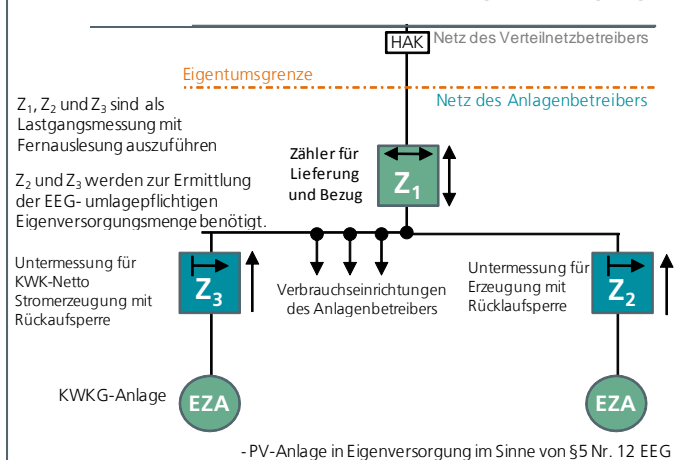 HAK
Netz des Verteilnetzbetreibers
Eigentumsgrenze
Netz des Anlagenbetreibers
Z1, Z2 und Z3 sind als
Lastgangsmessung mit
Fernauslesung auszuführen
Zähler für
Lieferung
und Bezug
Z1
Z2 und Z3 werden zur Ermittlung
der EEG- umlagepflichtigen
Eigenversorgungsmenge benötigt.
Untermessung für
KWK-Netto
Stromerzeugung mit
Rückaufsperre
Z3
Verbrauchseinrichtungen
des Anlagenbetreibers
Untermessung für
Erzeugung mit
Rücklaufsperre
Z2
KWKG-Anlage
EZA
EZA
- PV-Anlage in Eigenversorgung im Sinne von §5 Nr. 12 EEG